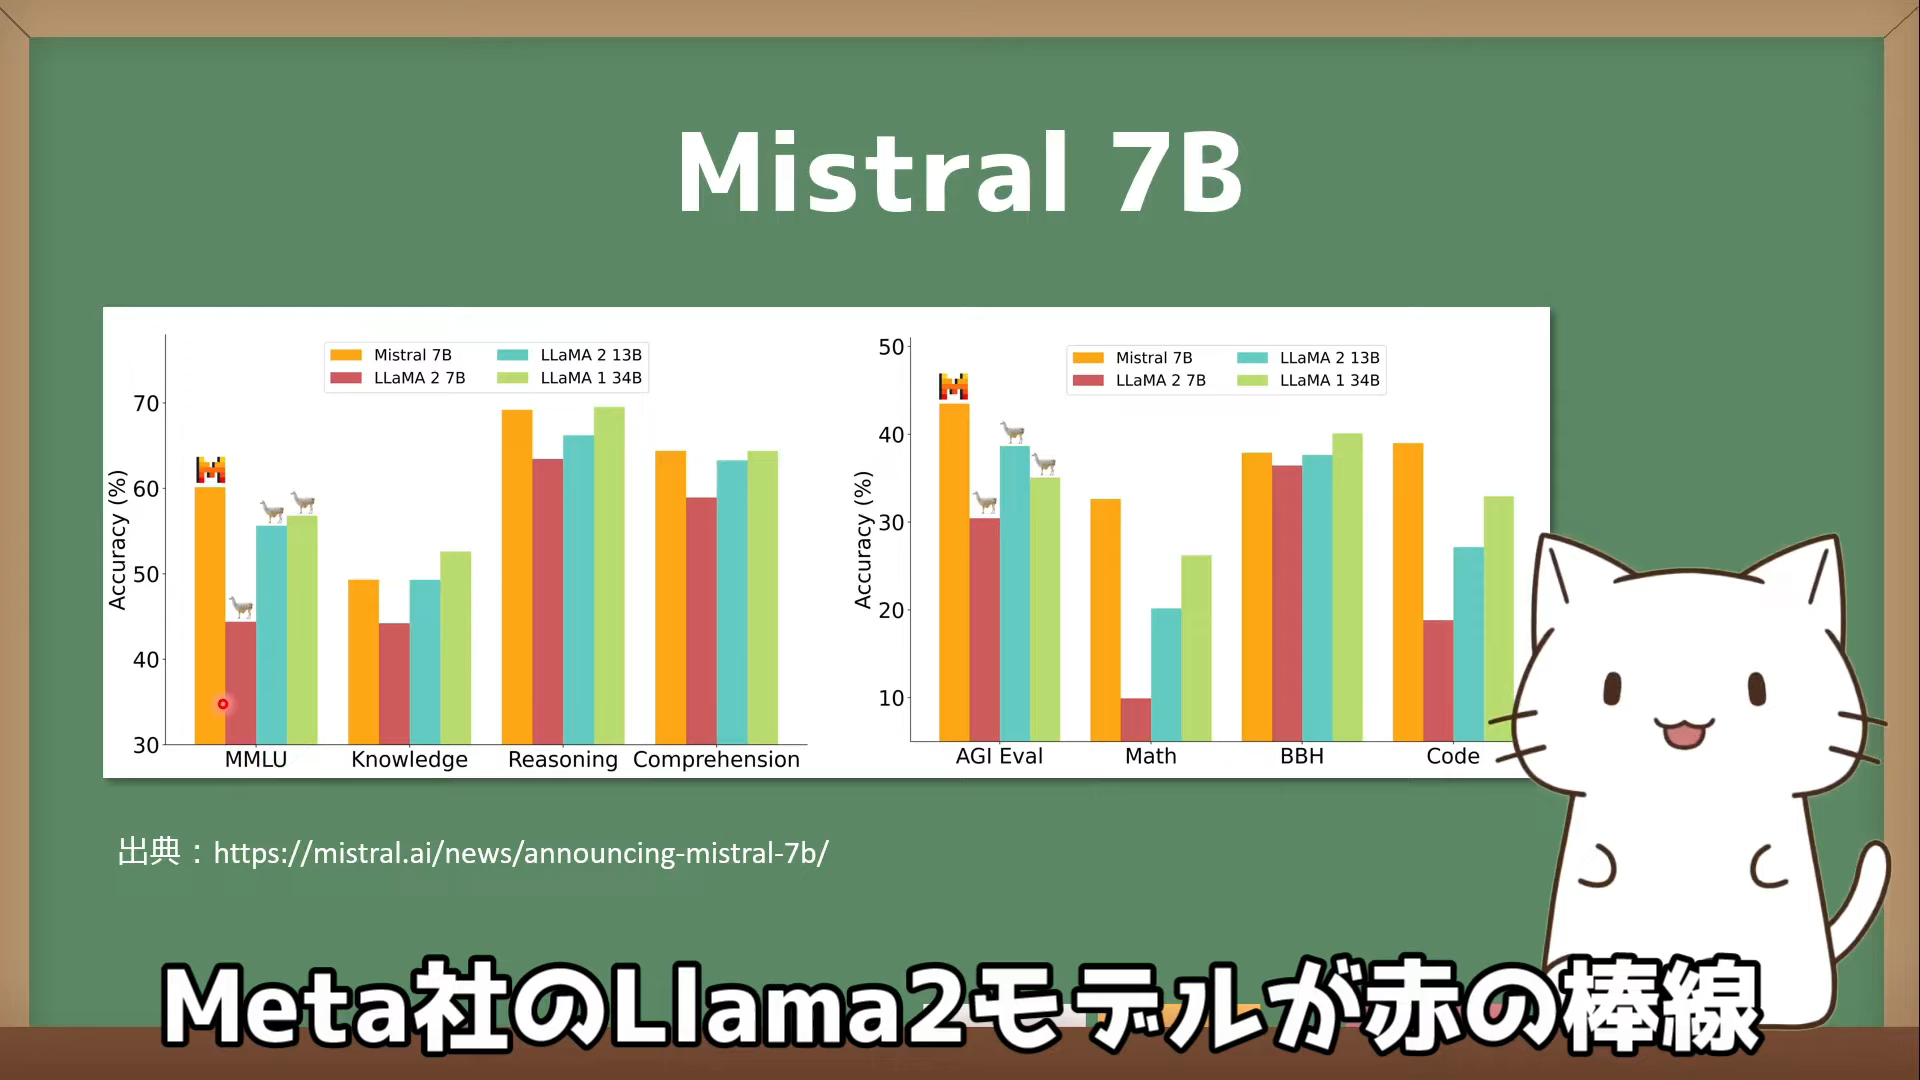 Mistral 7B
Mistral 7B
LLaMA 2 13B
LLaMA 2 7B
LLaMA 1 34B
70
60
50
40
30
Accuracy (%)
MMLU
Knowledge
Reasoning
Comprehension
Mistral 7B
LLaMA 2 13B
LLaMA 2 7B
LLaMA 1 34B
50
40
30
20
10
Accuracy (%)
AGI Eval
Math
BBH
Code
出典：https://mistral.ai/news/announcing-mistral-7b/
Meta社のLlama2モデルが赤の棒線